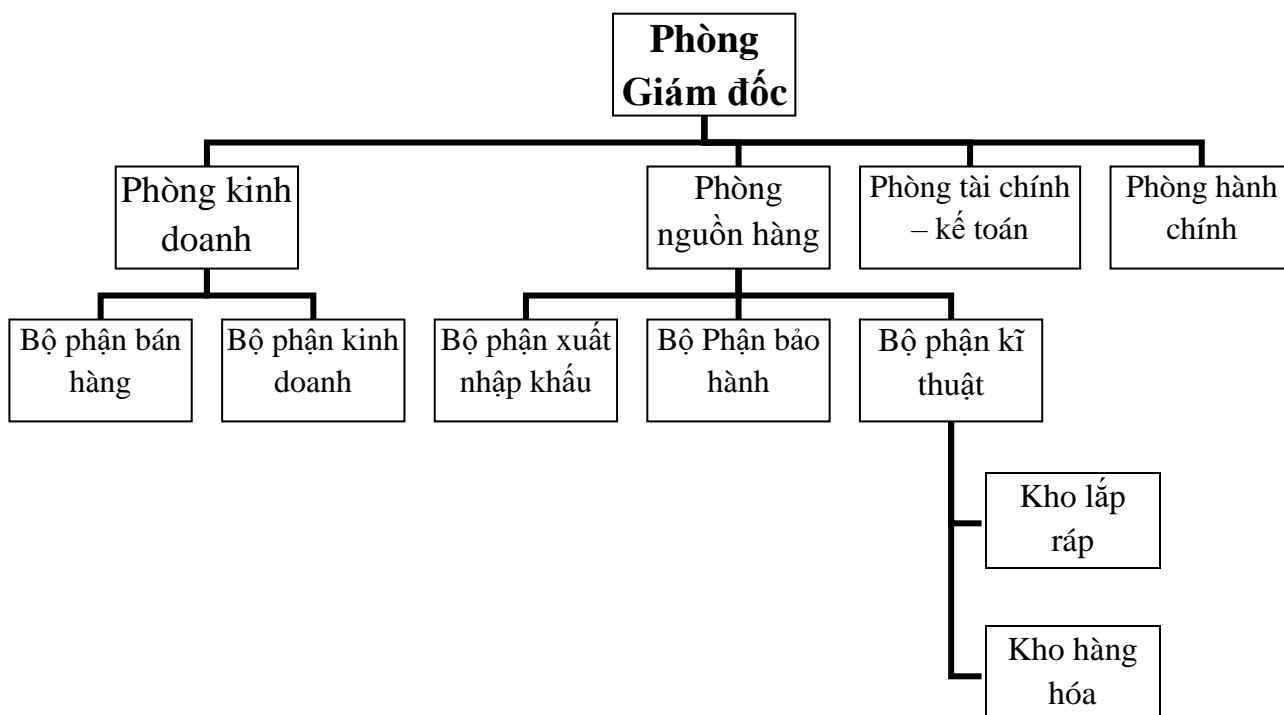 Phòng
Giám đốc
Phòng kinh
doanh
Phòng
nguồn hàng
Phòng tài chính
– kế toán
Phòng hành
chính
Bộ phận bán
hàng
Bộ phận kinh
doanh
Bộ phận xuất
nhập khấu
Bộ Phận bảo
hành
Bộ phận kĩ
thuật
Kho lắp
ráp
Kho hàng
hóa